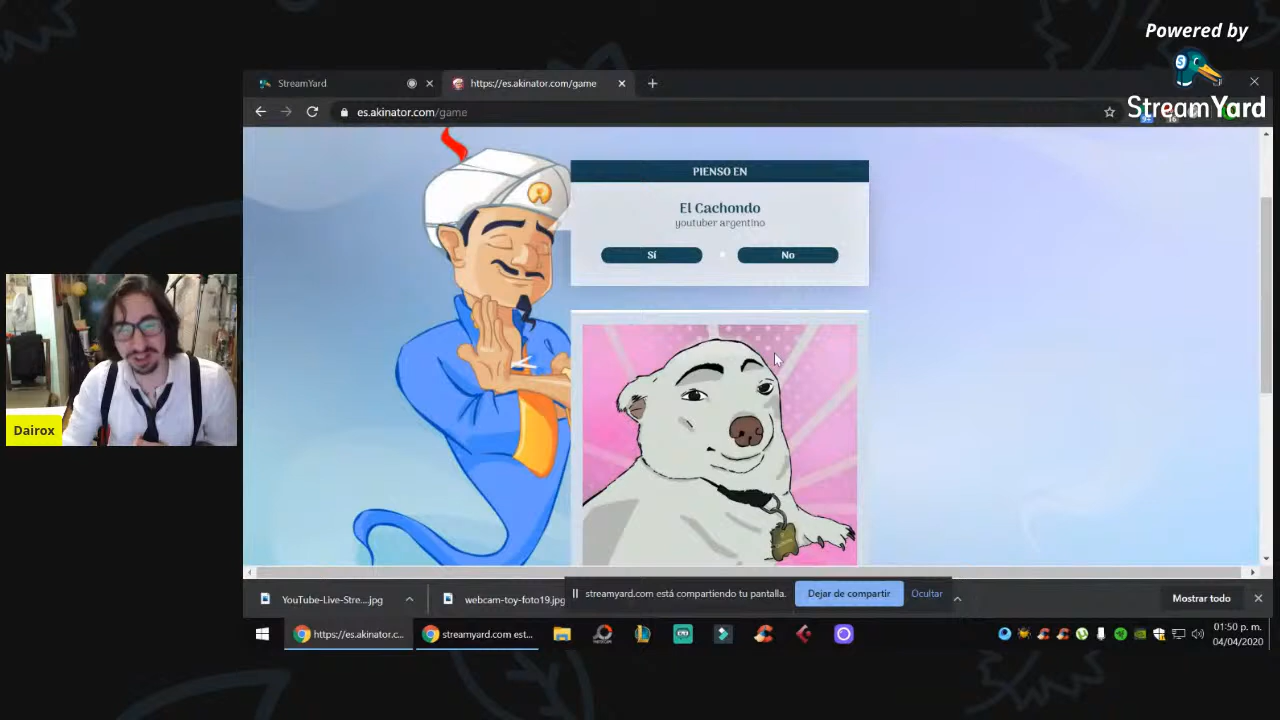 Powered by
StreamYard
StreamYard
https://es.akinator.com/game
es.akinator.com/game
PIENSO EN
El Cachondo
youtuber argentino
Sí
No
Dairox
YouTube-Live-Stre....jpg
webcam-toy-foto19.jpg
streamyard.com está compartiendo tu pantalla.
Dejar de compartir
Ocultar
Mostrar todo
https://es.akinator.c...
streamyard.com est...
01:50 p. m.
04/04/2020